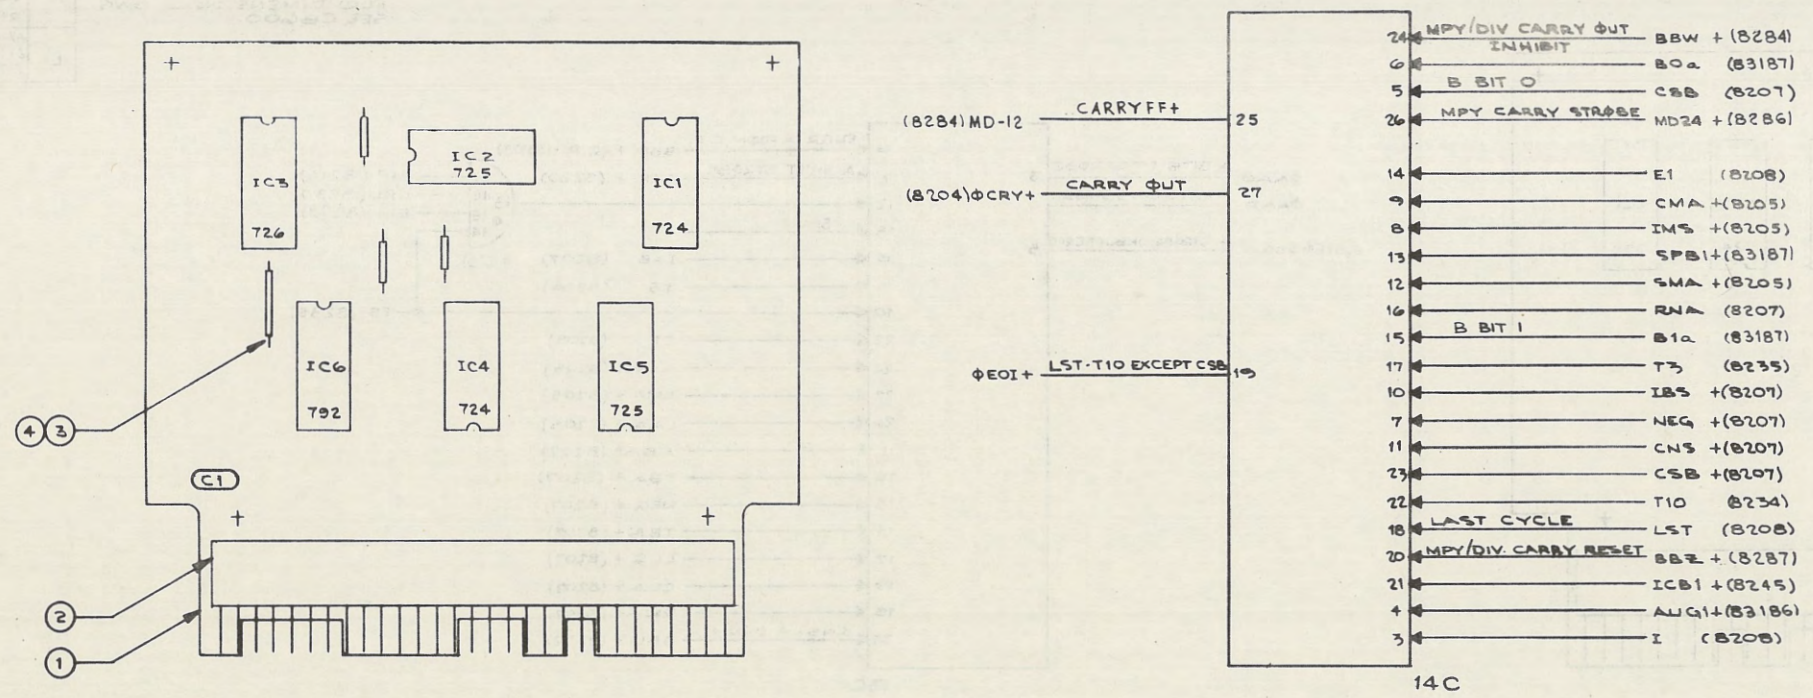 IC3
726
IC2
725
IC1
724
IC6
792
IC4
724
IC5
725
4 3
C1
2
1
(8284)MD-12 CARRYFF+ 25
(8204)ΦCRY+ CARRY ΦUT 27
ΦEOI+ LST-T10 EXCEPT CSB 19
24 MPY/DIV CARRY ΦUT INHIBIT BBW + (8284)
6 B0a (83187)
5 B BIT 0 CSB (8207)
26 MPY CARRY STRØBE MD24 + (8286)
14 E1 (8208)
9 CMA +(8205)
8 IMS +(8205)
13 SPB1+(83187)
12 SMA +(8205)
16 RNA (8207)
15 B BIT 1 B1a (83187)
17 T3 (8235)
10 IBS +(8207)
7 NEG +(8207)
11 CNS +(8207)
23 CSB +(8207)
22 T10 (8234)
18 LAST CYCLE LST (8208)
20 MPY/DIV. CARRY RESET BBZ + (8287)
21 ICB1 +(8245)
4 AUG1+(83186)
3 I (8208)
14C